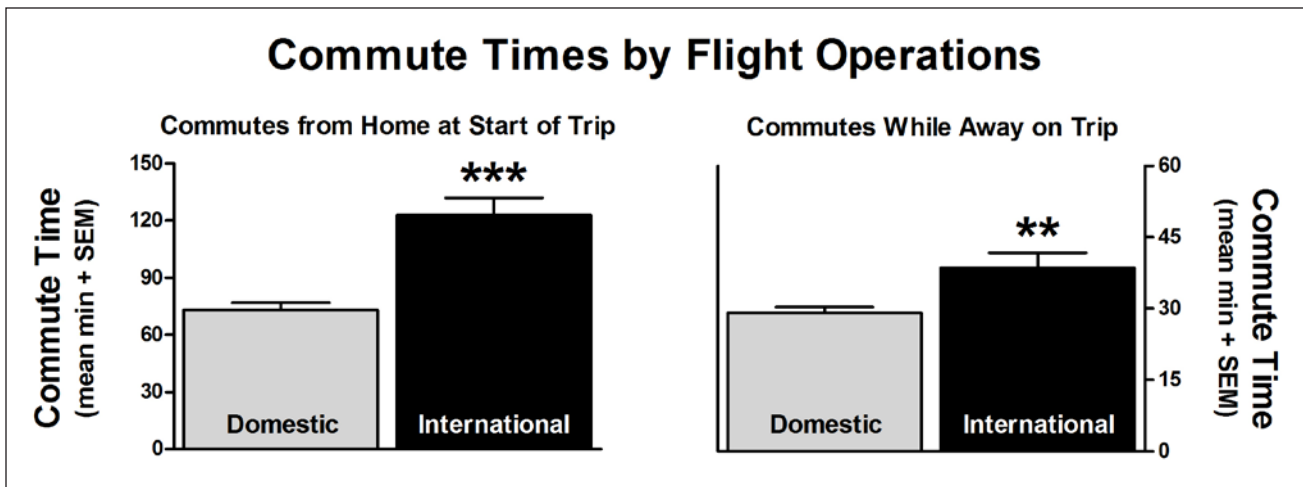 Commute Times by Flight Operations
Commutes from Home at Start of Trip
Commute Time
(mean min + SEM)
150
120
90
60
30
0
***
Domestic
International
Commutes While Away on Trip
**
Domestic
International
60
45
30
15
0
Commute Time
(mean min + SEM)